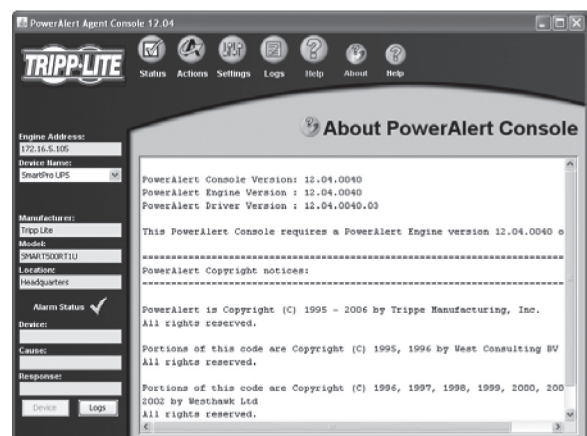 PowerAlert Agent Console 12.04
TRIPP·LITE
Status Actions Settings Logs Help About Help
About PowerAlert Console
Engine Address:
172.16.5.105
Device Name:
SmartPro UPS
Manufacturer:
Tripp Lite
Model:
SMART500RT1U
Location:
Headquarters
Alarm Status
Device:
Cause:
Response:
Device Logs
PowerAlert Console Version: 12.04.0040
PowerAlert Engine Version : 12.04.0040
PowerAlert Driver Version : 12.04.0040.03
This PowerAlert Console requires a PowerAlert Engine version 12.04.0040 o
================================================================
PowerAlert Copyright notices:
----------------------------------------------------------------
PowerAlert is Copyright (C) 1995 - 2006 by Trippe Manufacturing, Inc.
All rights reserved.
Portions of this code are Copyright (C) 1995, 1996 by West Consulting BV
All rights reserved.
Portions of this code are Copyright (C) 1996, 1997, 1998, 1999, 2000, 200
2002 by Westhawk Ltd
All rights reserved.